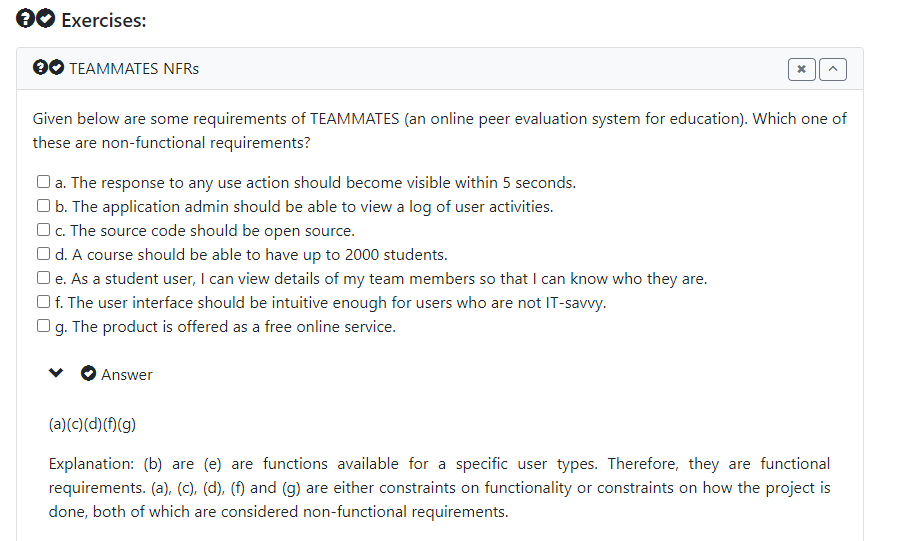 Exercises:
TEAMMATES NFRs
Given below are some requirements of TEAMMATES (an online peer evaluation system for education). Which one of
these are non-functional requirements?
a. The response to any use action should become visible within 5 seconds.
b. The application admin should be able to view a log of user activities.
c. The source code should be open source.
d. A course should be able to have up to 2000 students.
e. As a student user, I can view details of my team members so that I can know who they are.
f. The user interface should be intuitive enough for users who are not IT-savvy.
g. The product is offered as a free online service.
Answer
(a)(c)(d)(f)(g)
Explanation: (b) are (e) are functions available for a specific user types. Therefore, they are functional
requirements. (a), (c), (d), (f) and (g) are either constraints on functionality or constraints on how the project is
done, both of which are considered non-functional requirements.